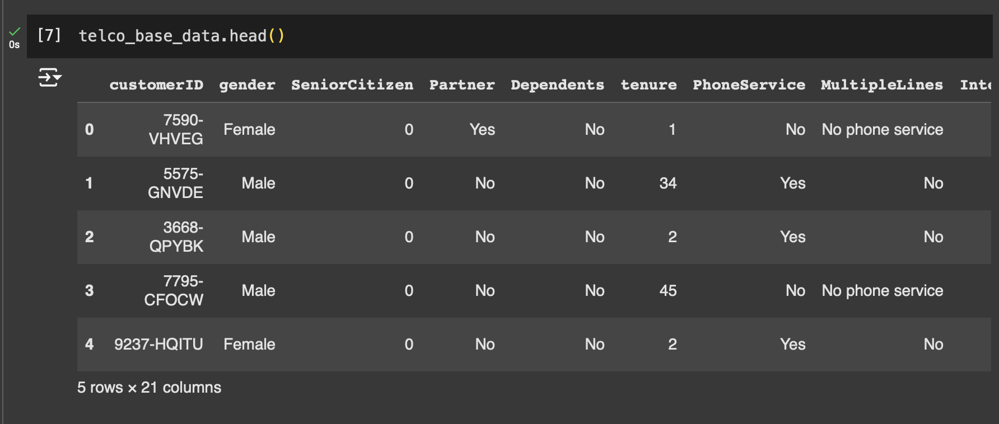 [7] telco_base_data.head()
0s
customerID gender SeniorCitizen Partner Dependents tenure PhoneService MultipleLines Inte
0 7590-VHVEG Female 0 Yes No 1 No No phone service
1 5575-GNVDE Male 0 No No 34 Yes No
2 3668-QPYBK Male 0 No No 2 Yes No
3 7795-CFOCW Male 0 No No 45 No No phone service
4 9237-HQITU Female 0 No No 2 Yes No
5 rows × 21 columns